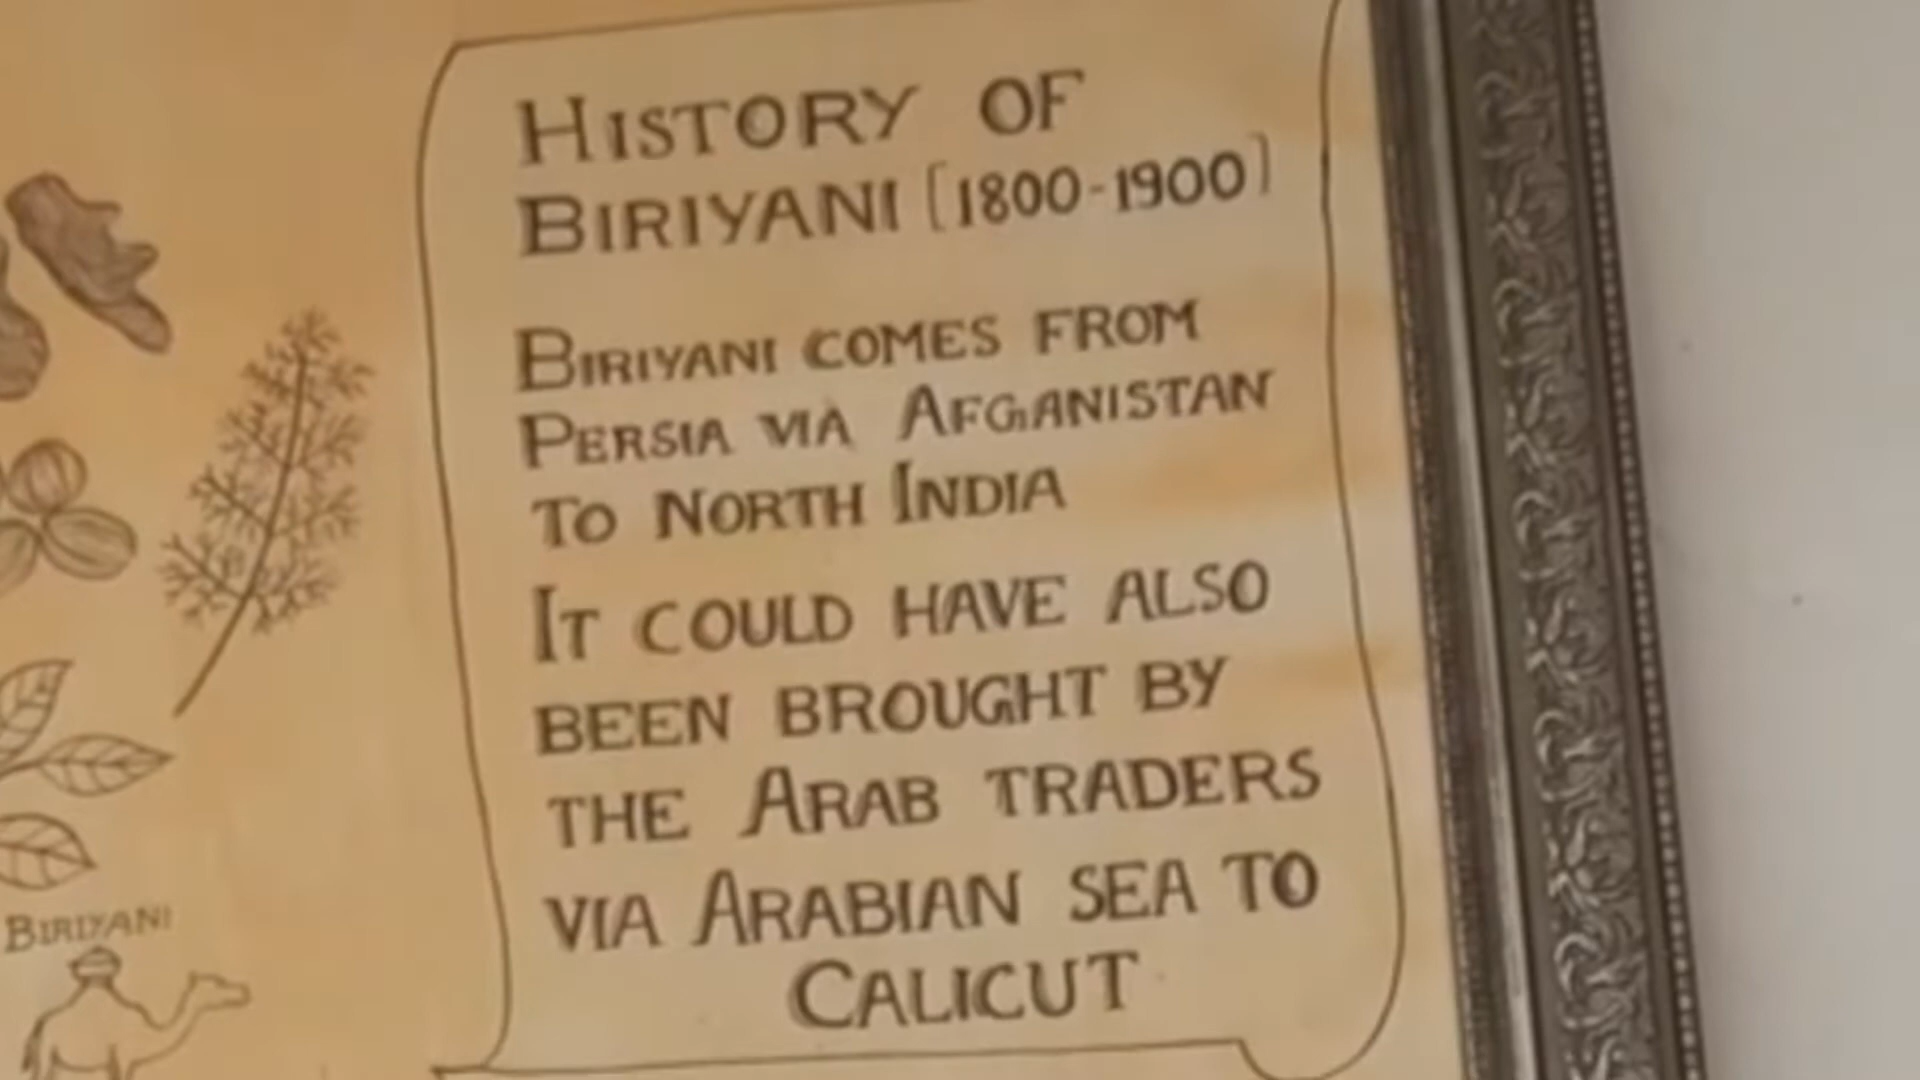 HISTORY OF
BIRIYANI [1800-1900]
BIRIYANI COMES FROM
PERSIA VIA AFGANISTAN
TO NORTH INDIA
IT COULD HAVE ALSO
BEEN BROUGHT BY
THE ARAB TRADERS
VIA ARABIAN SEA TO
CALICUT
BIRIYANI